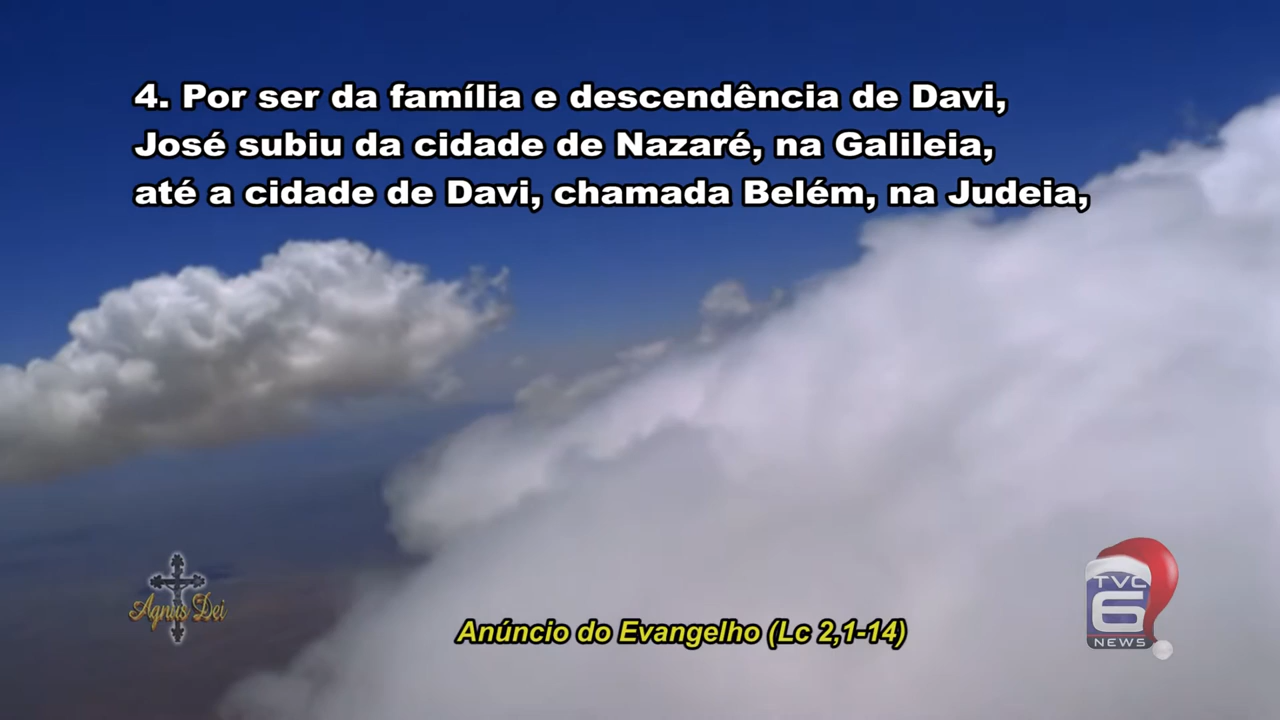 4. Por ser da família e descendência de Davi,
José subiu da cidade de Nazaré, na Galileia,
até a cidade de Davi, chamada Belém, na Judeia,
Agnus Dei
Anúncio do Evangelho (Lc 2,1-14)
TVC
6
NEWS